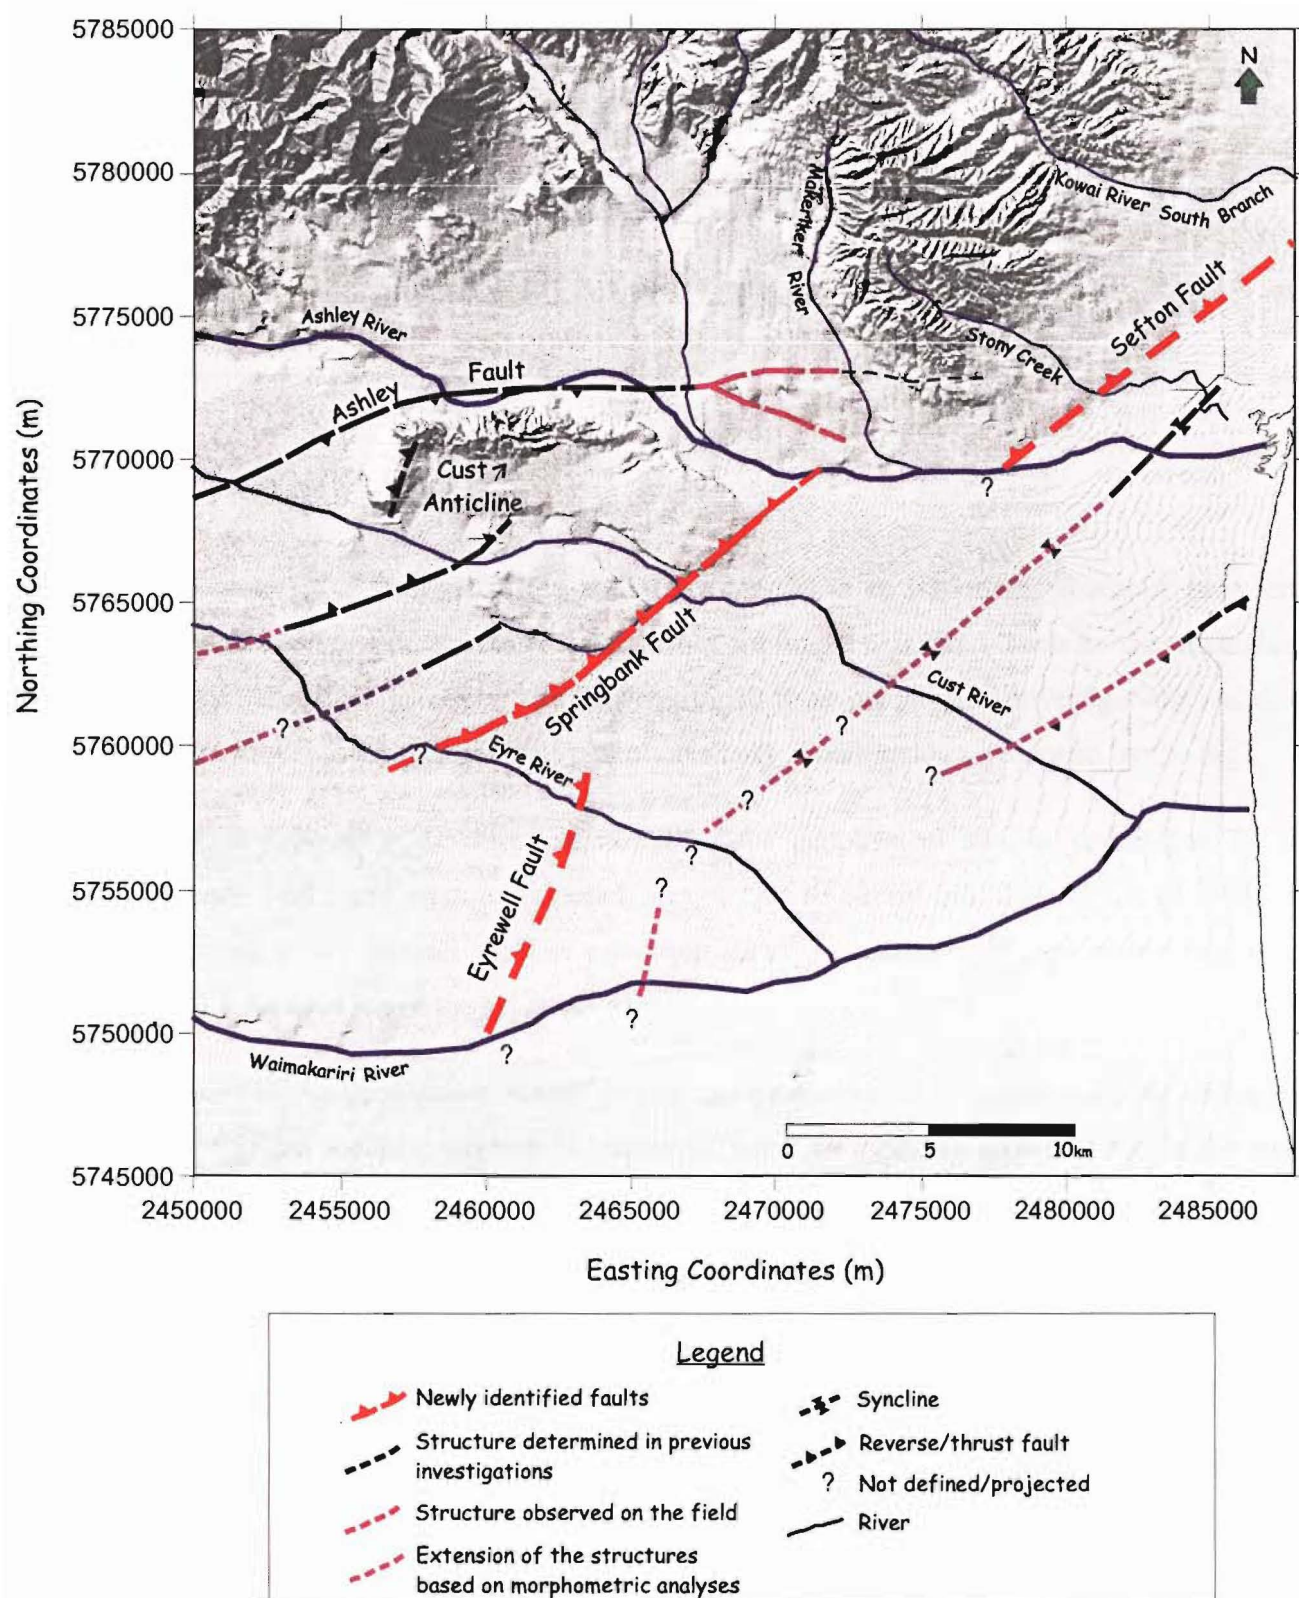 5785000
N
5780000
Kowai River South Branch
River
5775000
Ashley River
Sefton Fault
Stony Creek
Fault
Ashley
5770000
Cust
Anticline
?
5765000
Springbank Fault
Cust River
?
?
5760000
Eyre River
?
?
?
Eyrewell Fault
?
5755000
?
?
5750000
?
Waimakariri River
0 5 10km
5745000
2450000 2455000 2460000 2465000 2470000 2475000 2480000 2485000
Northing Coordinates (m)
Easting Coordinates (m)
Legend
Newly identified faults
Structure determined in previous
investigations
Structure observed on the field
Extension of the structures
based on morphometric analyses
Syncline
Reverse/thrust fault
? Not defined/projected
River